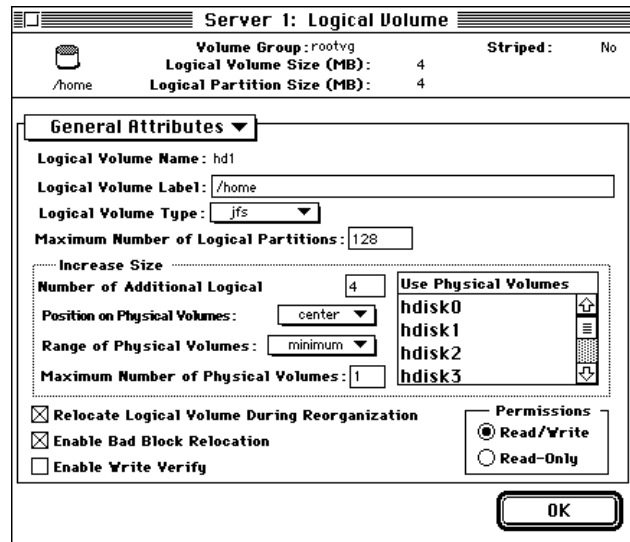 Server 1: Logical Volume
Volume Group: rootvg Striped: No
Logical Volume Size (MB): 4
/home Logical Partition Size (MB): 4
General Attributes
Logical Volume Name: hd1
Logical Volume Label: /home
Logical Volume Type: jfs
Maximum Number of Logical Partitions: 128
Increase Size
Number of Additional Logical 4
Use Physical Volumes
Position on Physical Volumes: center
hdisk0
hdisk1
Range of Physical Volumes: minimum
hdisk2
Maximum Number of Physical Volumes: 1
hdisk3
Relocate Logical Volume During Reorganization
Enable Bad Block Relocation
Enable Write Verify
Permissions
Read/Write
Read-Only
OK